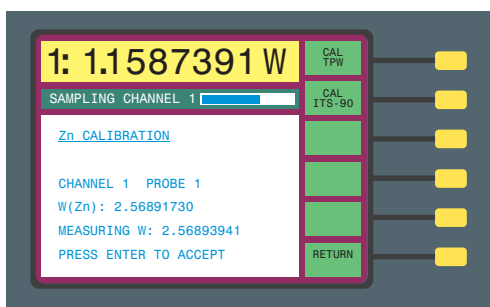 1: 1.1587391 W
CAL
TPW
SAMPLING CHANNEL 1
CAL
ITS-90
Zn CALIBRATION
CHANNEL 1 PROBE 1
W(Zn): 2.56891730
MEASURING W: 2.56893941
PRESS ENTER TO ACCEPT
RETURN